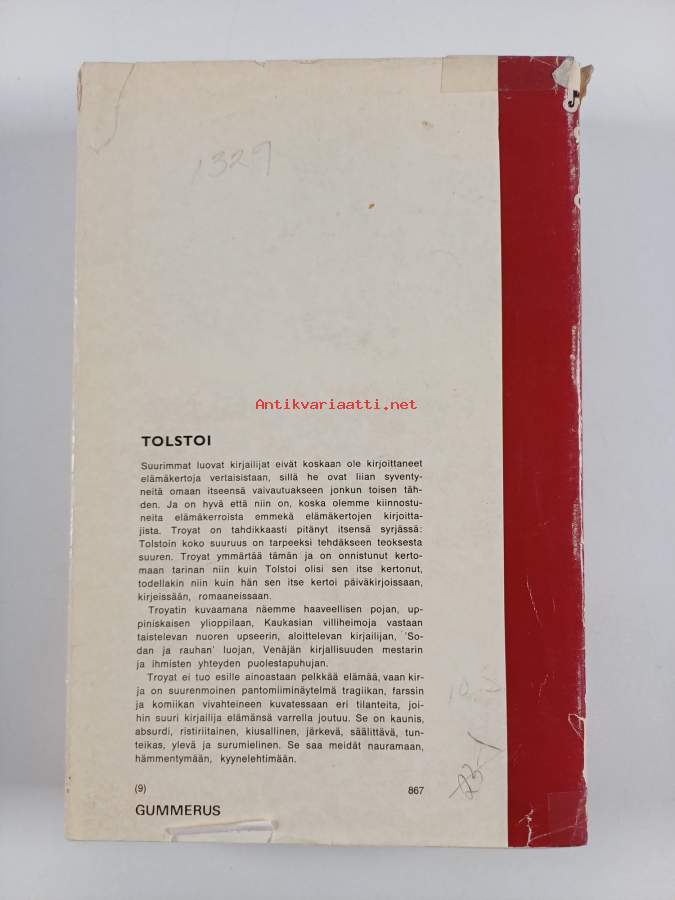 1329
Antikvariaatti.net
TOLSTOI
Suurimmat luovat kirjailijat eivät koskaan ole kirjoittaneet
elämäkertoja vertaisistaan, sillä he ovat liian syventy-
neitä omaan itseensä vaivautuakseen jonkun toisen täh-
den. Ja on hyvä että niin on, koska olemme kiinnostu-
neita elämäkerroista emmekä elämäkertojen kirjoitta-
jista. Troyat on tahdikkaasti pitänyt itsensä syrjässä:
Tolstoin koko suuruus on tarpeeksi tehdäkseen teoksesta
suuren. Troyat ymmärtää tämän ja on onnistunut kerto-
maan tarinan niin kuin Tolstoi olisi sen itse kertonut,
todellakin niin kuin hän sen itse kertoi päiväkirjoissaan,
kirjeissään, romaaneissaan.
Troyatin kuvaamana näemme haaveellisen pojan, up-
piniskaisen ylioppilaan, Kaukasian villiheimoja vastaan
taistelevan nuoren upseerin, aloittelevan kirjailijan, 'So-
dan ja rauhan' luojan, Venäjän kirjallisuuden mestarin
ja ihmisten yhteyden puolestapuhujan.
Troyat ei tuo esille ainoastaan pelkkää elämää, vaan kir-
ja on suurenmoinen pantomiiminäytelmä tragiikan, farssin
ja komiikan vivahteineen kuvatessaan eri tilanteita, joi-
hin suuri kirjailija elämänsä varrella joutuu. Se on kaunis,
absurdi, ristiriitainen, kiusallinen, järkevä, säälittävä, tun-
teikas, ylevä ja surumielinen. Se saa meidät nauramaan,
hämmentymään, kyynelehtimään.
(9) 867
GUMMERUS